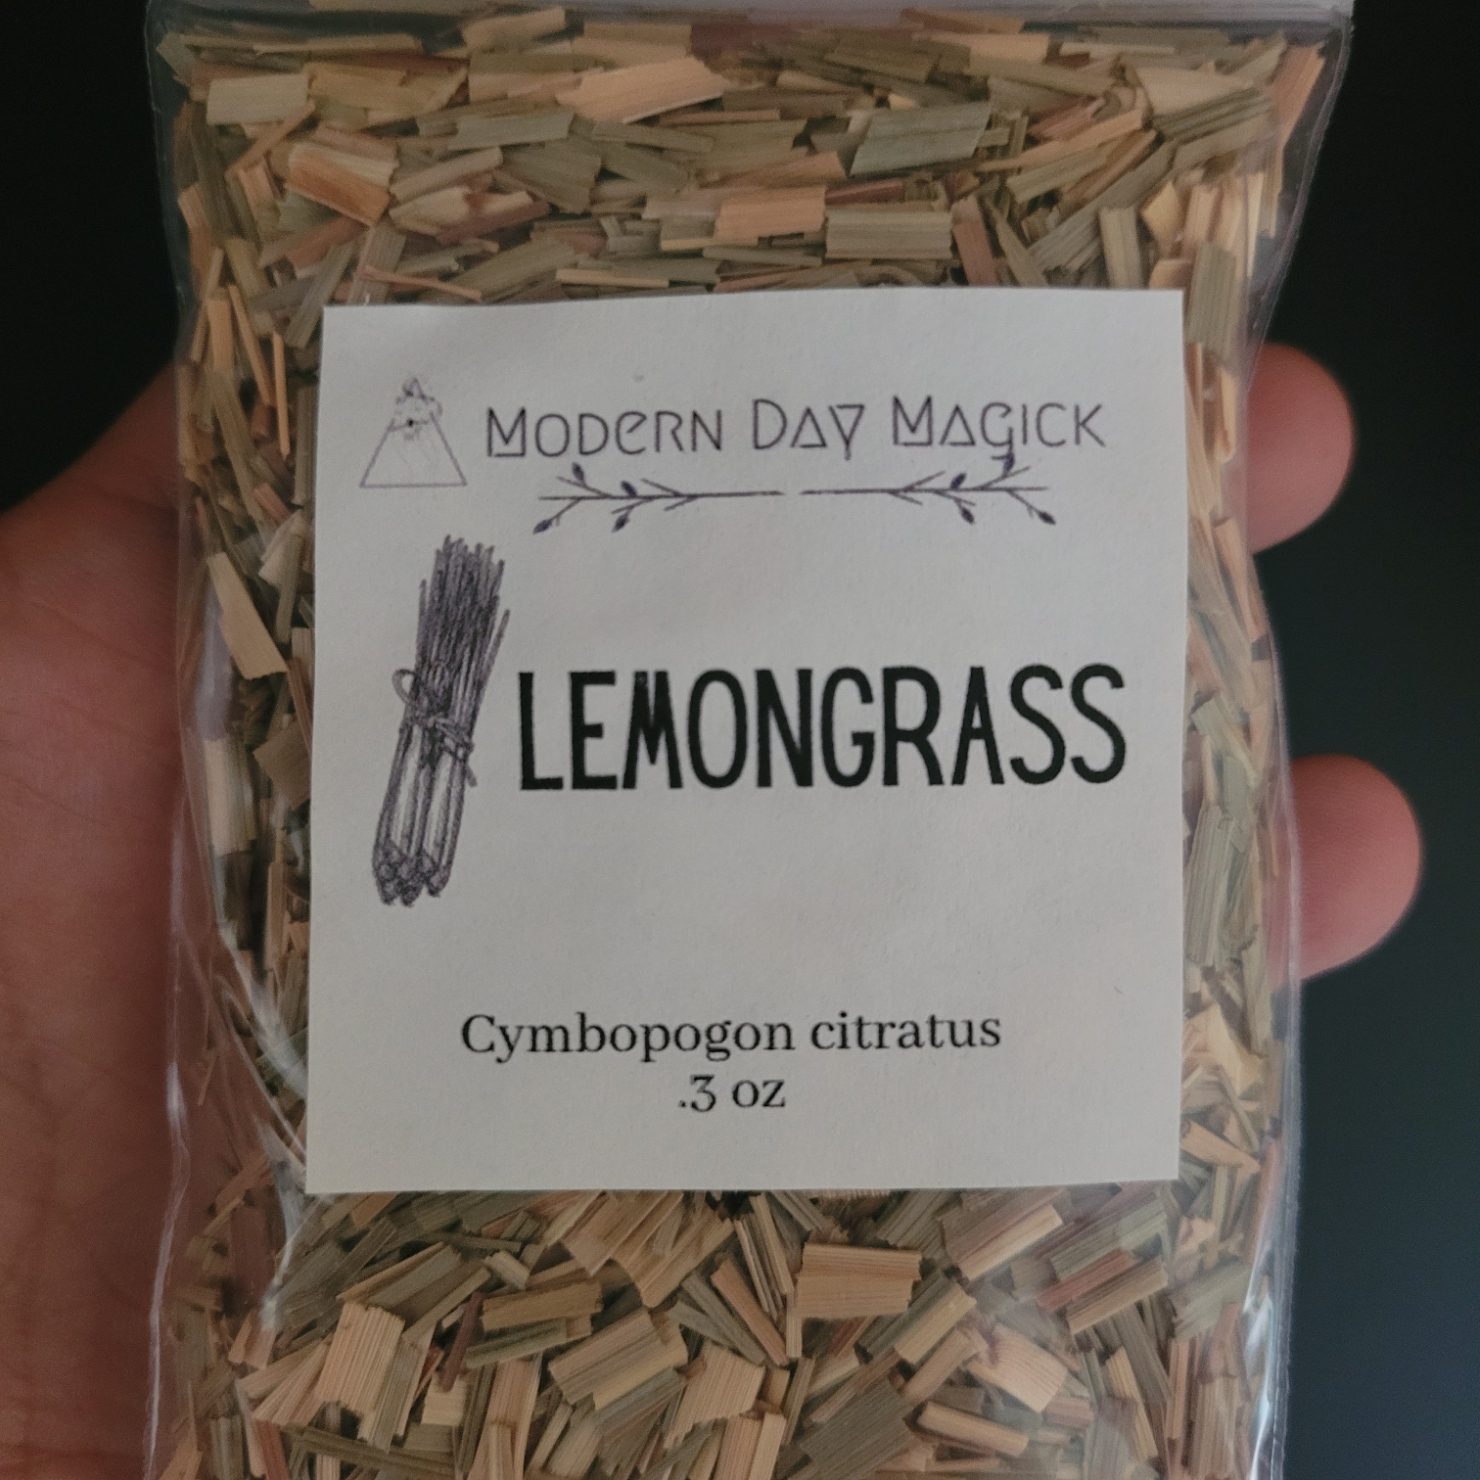 MODERN DAY MAGICK
LEMONGRASS
Cymbopogon citratus
.3 oz